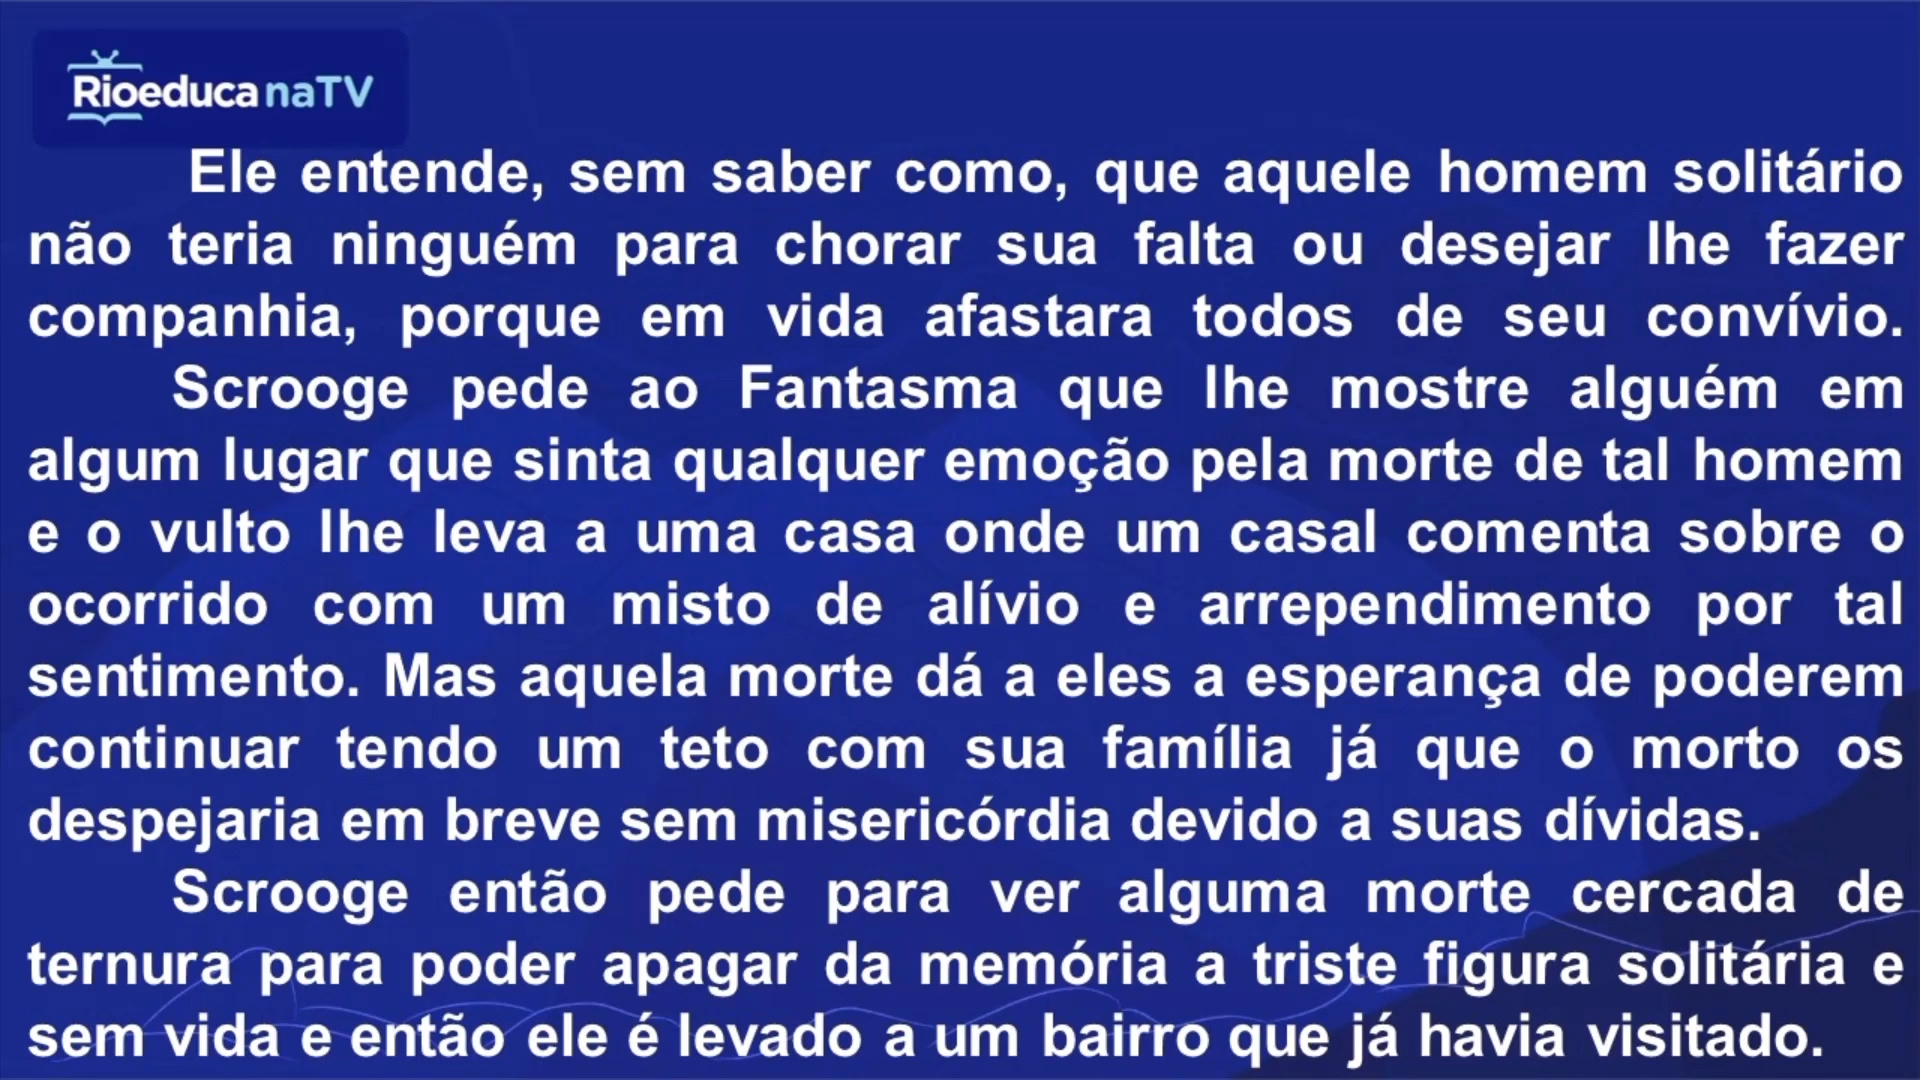 Rioeduca naTV
Ele entende, sem saber como, que aquele homem solitário
não teria ninguém para chorar sua falta ou desejar lhe fazer
companhia, porque em vida afastara todos de seu convívio.
Scrooge pede ao Fantasma que lhe mostre alguém em
algum lugar que sinta qualquer emoção pela morte de tal homem
e o vulto lhe leva a uma casa onde um casal comenta sobre o
ocorrido com um misto de alívio e arrependimento por tal
sentimento. Mas aquela morte dá a eles a esperança de poderem
continuar tendo um teto com sua família já que o morto os
despejaria em breve sem misericórdia devido a suas dívidas.
Scrooge então pede para ver alguma morte cercada de
ternura para poder apagar da memória a triste figura solitária e
sem vida e então ele é levado a um bairro que já havia visitado.